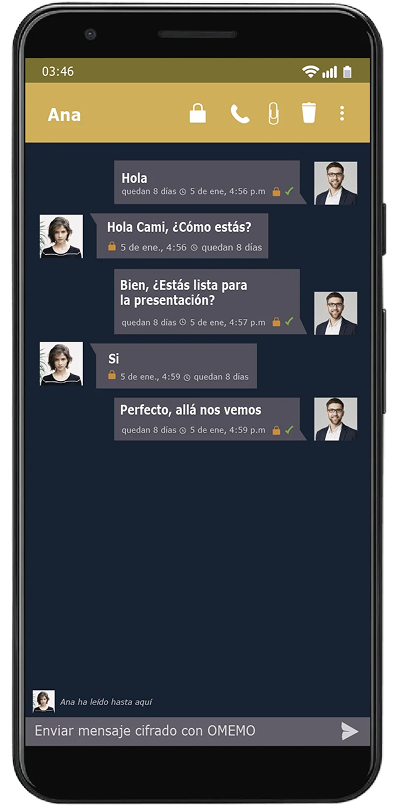 03:46
Ana
Hola
quedan 8 días 5 de ene., 4:56 p.m
Hola Cami, ¿Cómo estás?
5 de ene., 4:56 quedan 8 días
Bien, ¿Estás lista para
la presentación?
quedan 8 días 5 de ene., 4:57 p.m
Si
5 de ene., 4:59 quedan 8 días
Perfecto, allá nos vemos
quedan 8 días 5 de ene., 4:59 p.m
Ana ha leído hasta aquí
Enviar mensaje cifrado con OMEMO